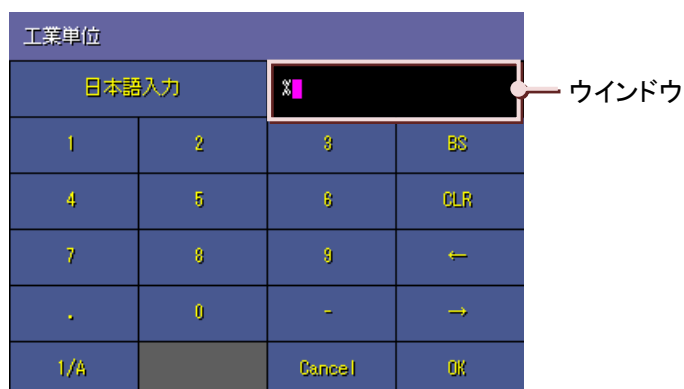 工業単位
日本語入力 % ウインドウ
1 2 3 BS
4 5 6 CLR
7 8 9 ←
. 0 - →
1/A Cancel OK